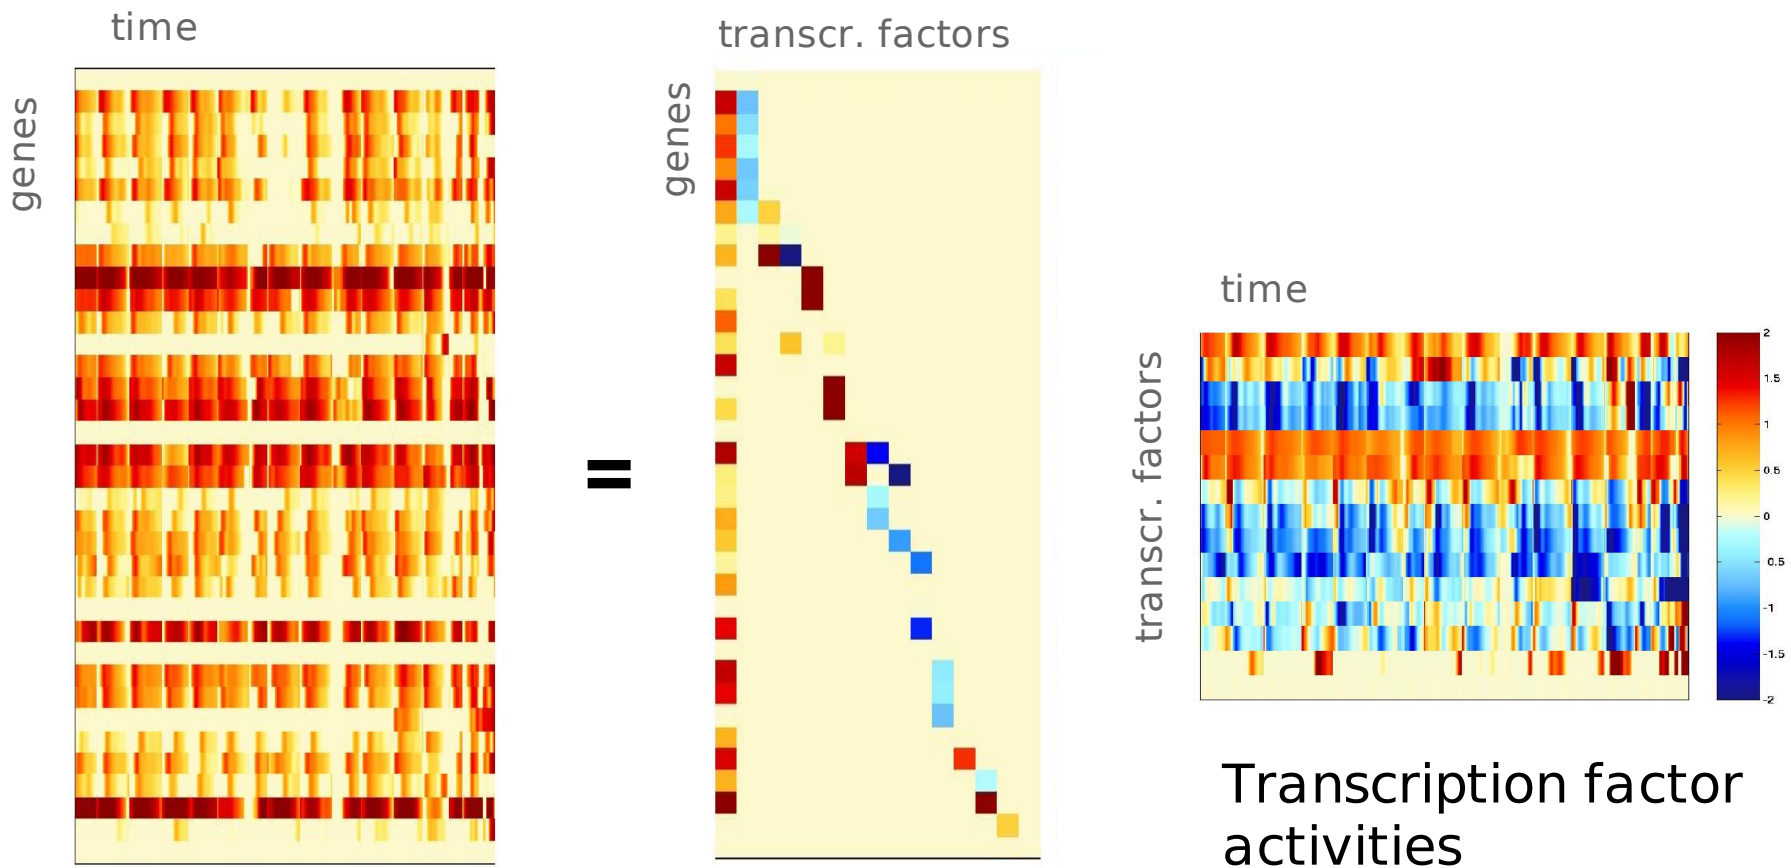 time
transcr. factors
genes
genes
=
time
transcr. factors
2
1.5
1
0.5
0
0.5
-1
-1.5
-2
Transcription factor
activities